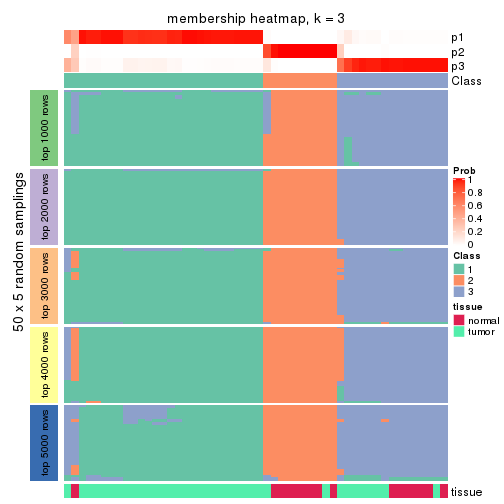 membership heatmap, k = 3
p1
p2
p3
Class
50 x 5 random samplings
top 1000 rows
top 2000 rows
top 3000 rows
top 4000 rows
top 5000 rows
Prob
1
0.8
0.6
0.4
0.2
0
Class
1
2
3
tissue
normal
tumor
tissue